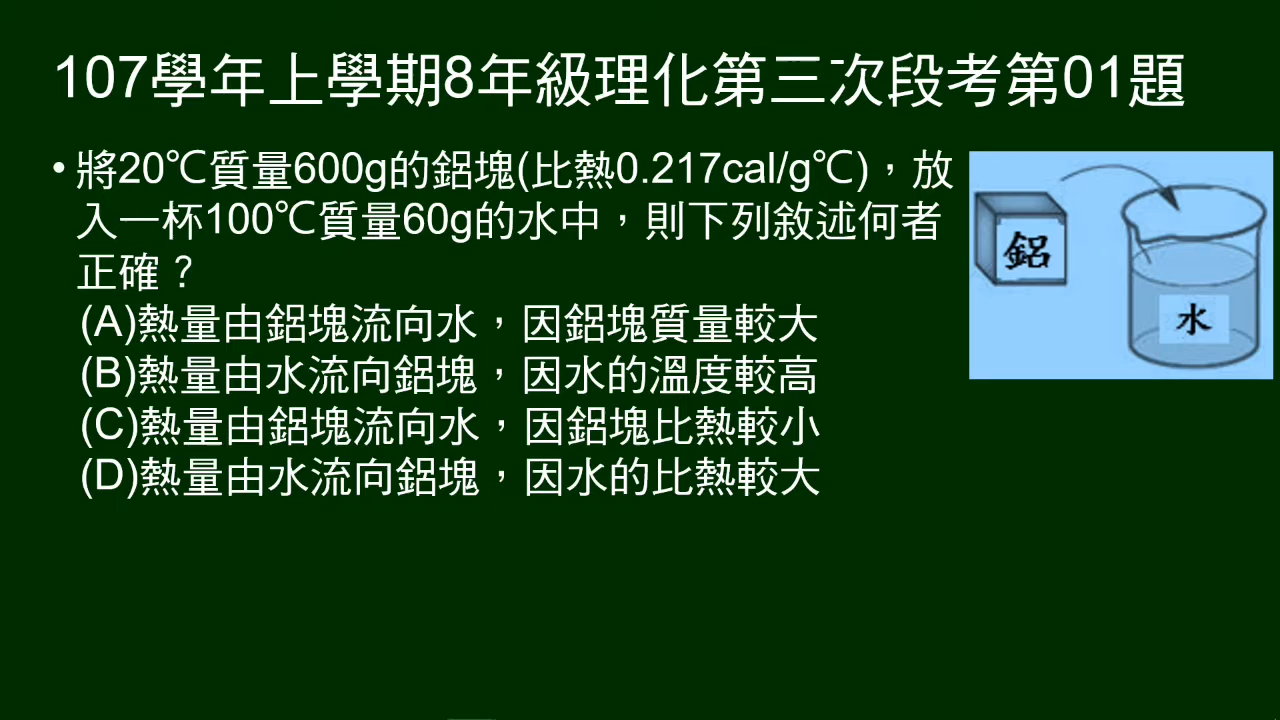 107學年上學期8年級理化第三次段考第01題
•將20℃質量600g的鋁塊(比熱0.217cal/g℃)，放
入一杯100℃質量60g的水中，則下列敘述何者
正確？
(A)熱量由鋁塊流向水，因鋁塊質量較大
(B)熱量由水流向鋁塊，因水的溫度較高
(C)熱量由鋁塊流向水，因鋁塊比熱較小
(D)熱量由水流向鋁塊，因水的比熱較大
鋁
水